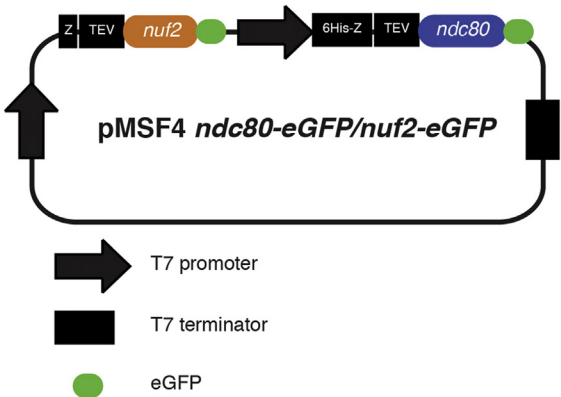 Z TEV nuf2 6His-Z TEV ndc80
pMSF4 ndc80-eGFP/nuf2-eGFP
T7 promoter
T7 terminator
eGFP